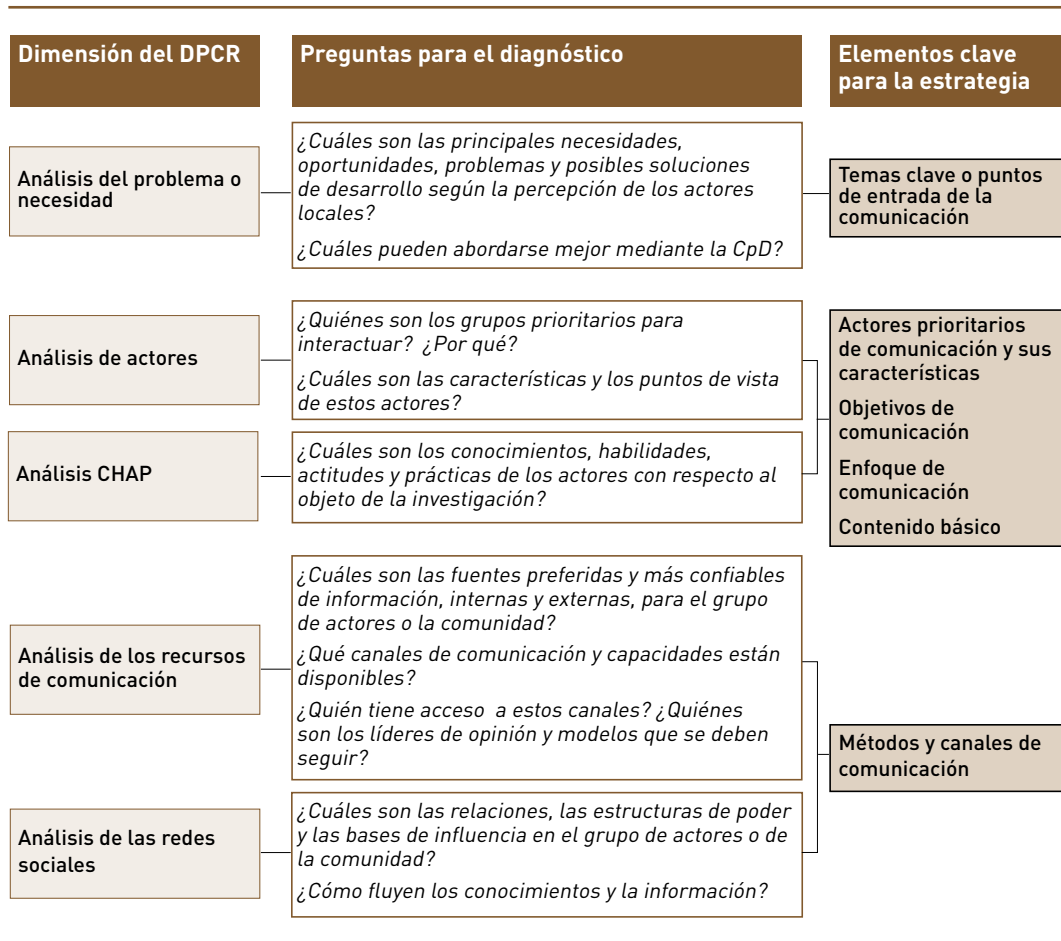 Dimensión del DPCR
Preguntas para el diagnóstico
Elementos clave
para la estrategia
Análisis del problema o
necesidad
¿Cuáles son las principales necesidades,
oportunidades, problemas y posibles soluciones
de desarrollo según la percepción de los actores
locales?
¿Cuáles pueden abordarse mejor mediante la CpD?
Temas clave o puntos
de entrada de la
comunicación
Análisis de actores
¿Quiénes son los grupos prioritarios para
interactuar? ¿Por qué?
¿Cuáles son las características y los puntos de vista
de estos actores?
Análisis CHAP
¿Cuáles son los conocimientos, habilidades,
actitudes y prácticas de los actores con respecto al
objeto de la investigación?
Actores prioritarios
de comunicación y sus
características
Objetivos de
comunicación
Enfoque de
comunicación
Contenido básico
Análisis de los recursos
de comunicación
¿Cuáles son las fuentes preferidas y más confiables
de información, internas y externas, para el grupo
de actores o la comunidad?
¿Qué canales de comunicación y capacidades están
disponibles?
¿Quién tiene acceso a estos canales? ¿Quiénes
son los líderes de opinión y modelos que se deben
seguir?
Análisis de las redes
sociales
¿Cuáles son las relaciones, las estructuras de poder
y las bases de influencia en el grupo de actores o de
la comunidad?
¿Cómo fluyen los conocimientos y la información?
Métodos y canales de
comunicación